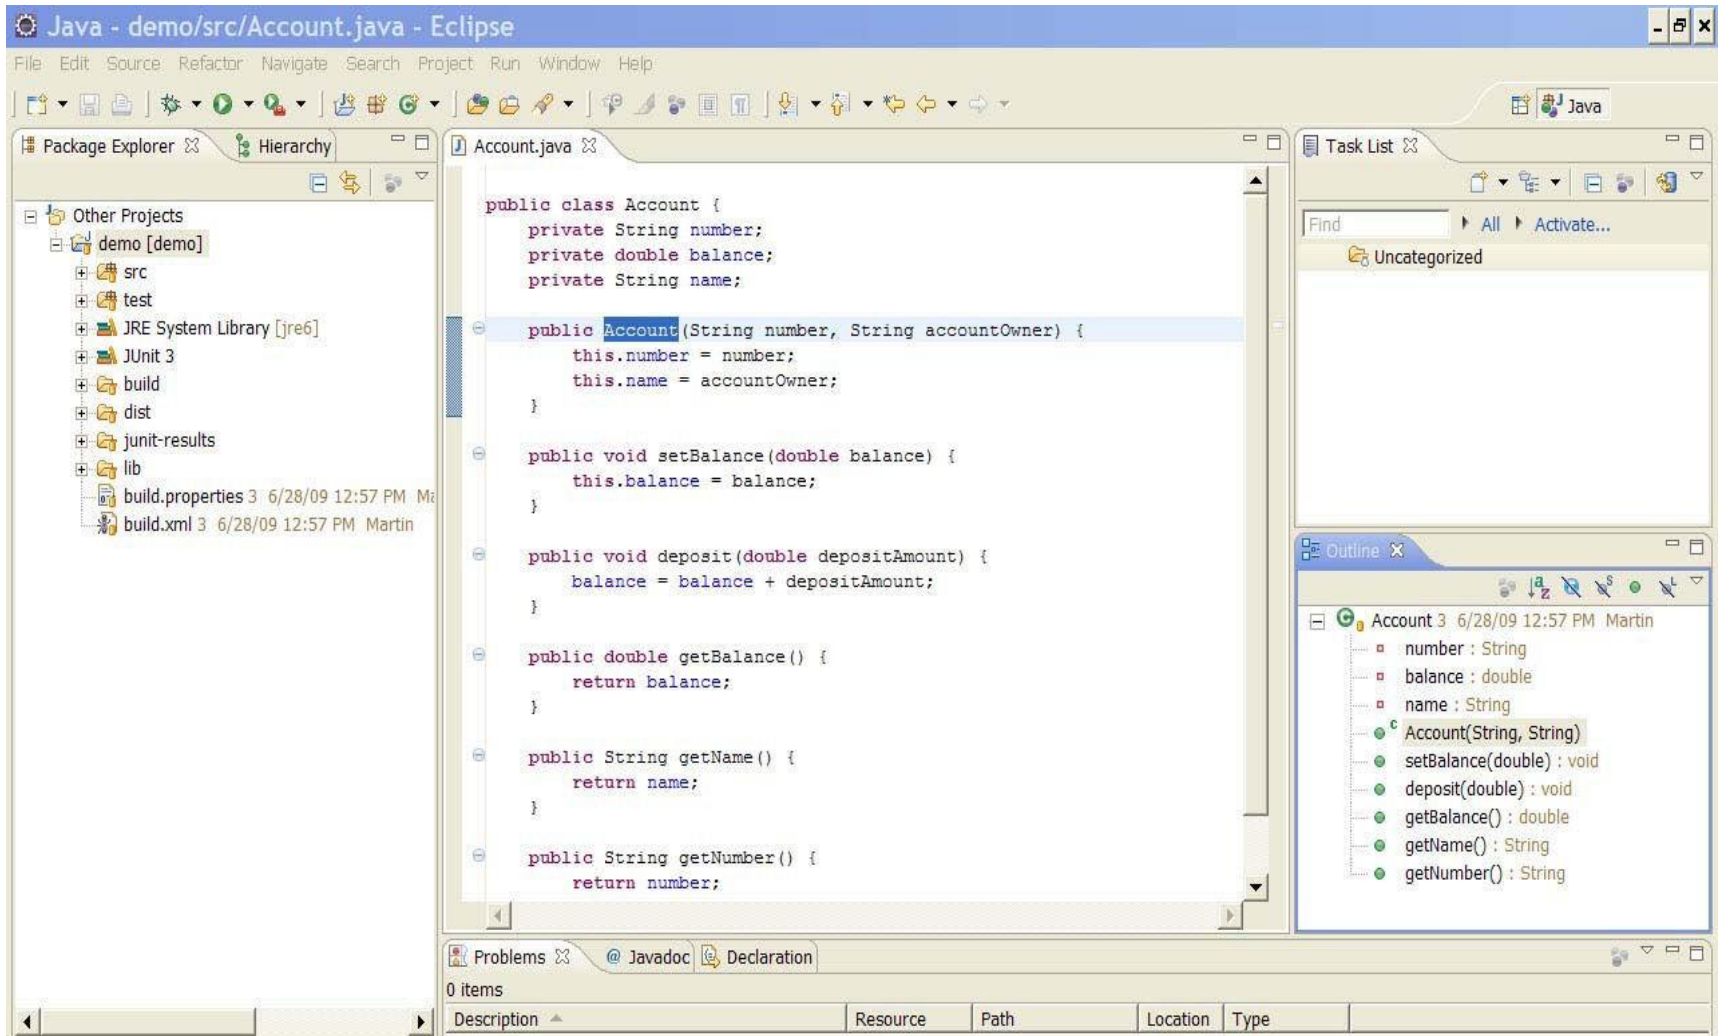 Java - demo/src/Account.java - Eclipse
File Edit Source Refactor Navigate Search Project Run Window Help
Java
Package Explorer Hierarchy
Other Projects
demo [demo]
src
test
JRE System Library [jre6]
JUnit 3
build
dist
junit-results
lib
build.properties 3 6/28/09 12:57 PM Ma
build.xml 3 6/28/09 12:57 PM Martin
Account.java
public class Account {
private String number;
private double balance;
private String name;
public Account(String number, String accountOwner) {
this.number = number;
this.name = accountOwner;
}
public void setBalance(double balance) {
this.balance = balance;
}
public void deposit(double depositAmount) {
balance = balance + depositAmount;
}
public double getBalance() {
return balance;
}
public String getName() {
return name;
}
public String getNumber() {
return number;
Task List
Find All Activate...
Uncategorized
Outline
Account 3 6/28/09 12:57 PM Martin
number : String
balance : double
name : String
Account(String, String)
setBalance(double) : void
deposit(double) : void
getBalance() : double
getName() : String
getNumber() : String
Problems @ Javadoc Declaration
0 items
Description Resource Path Location Type